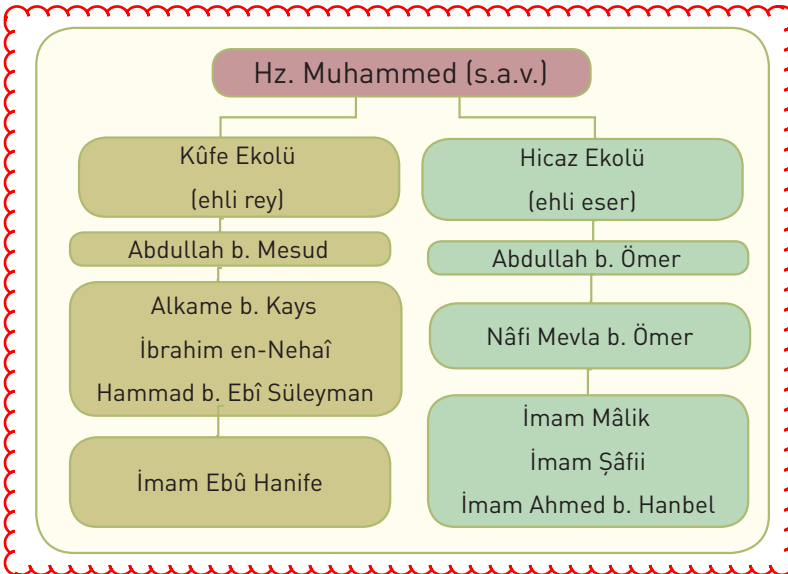 Hz. Muhammed (s.a.v.)
Kûfe Ekolü
(ehli rey)
Abdullah b. Mesud
Alkame b. Kays
İbrahim en-Nehaî
Hammad b. Ebî Süleyman
İmam Ebû Hanife
Hicaz Ekolü
(ehli eser)
Abdullah b. Ömer
Nâfi Mevla b. Ömer
İmam Mâlik
İmam Şâfii
İmam Ahmed b. Hanbel